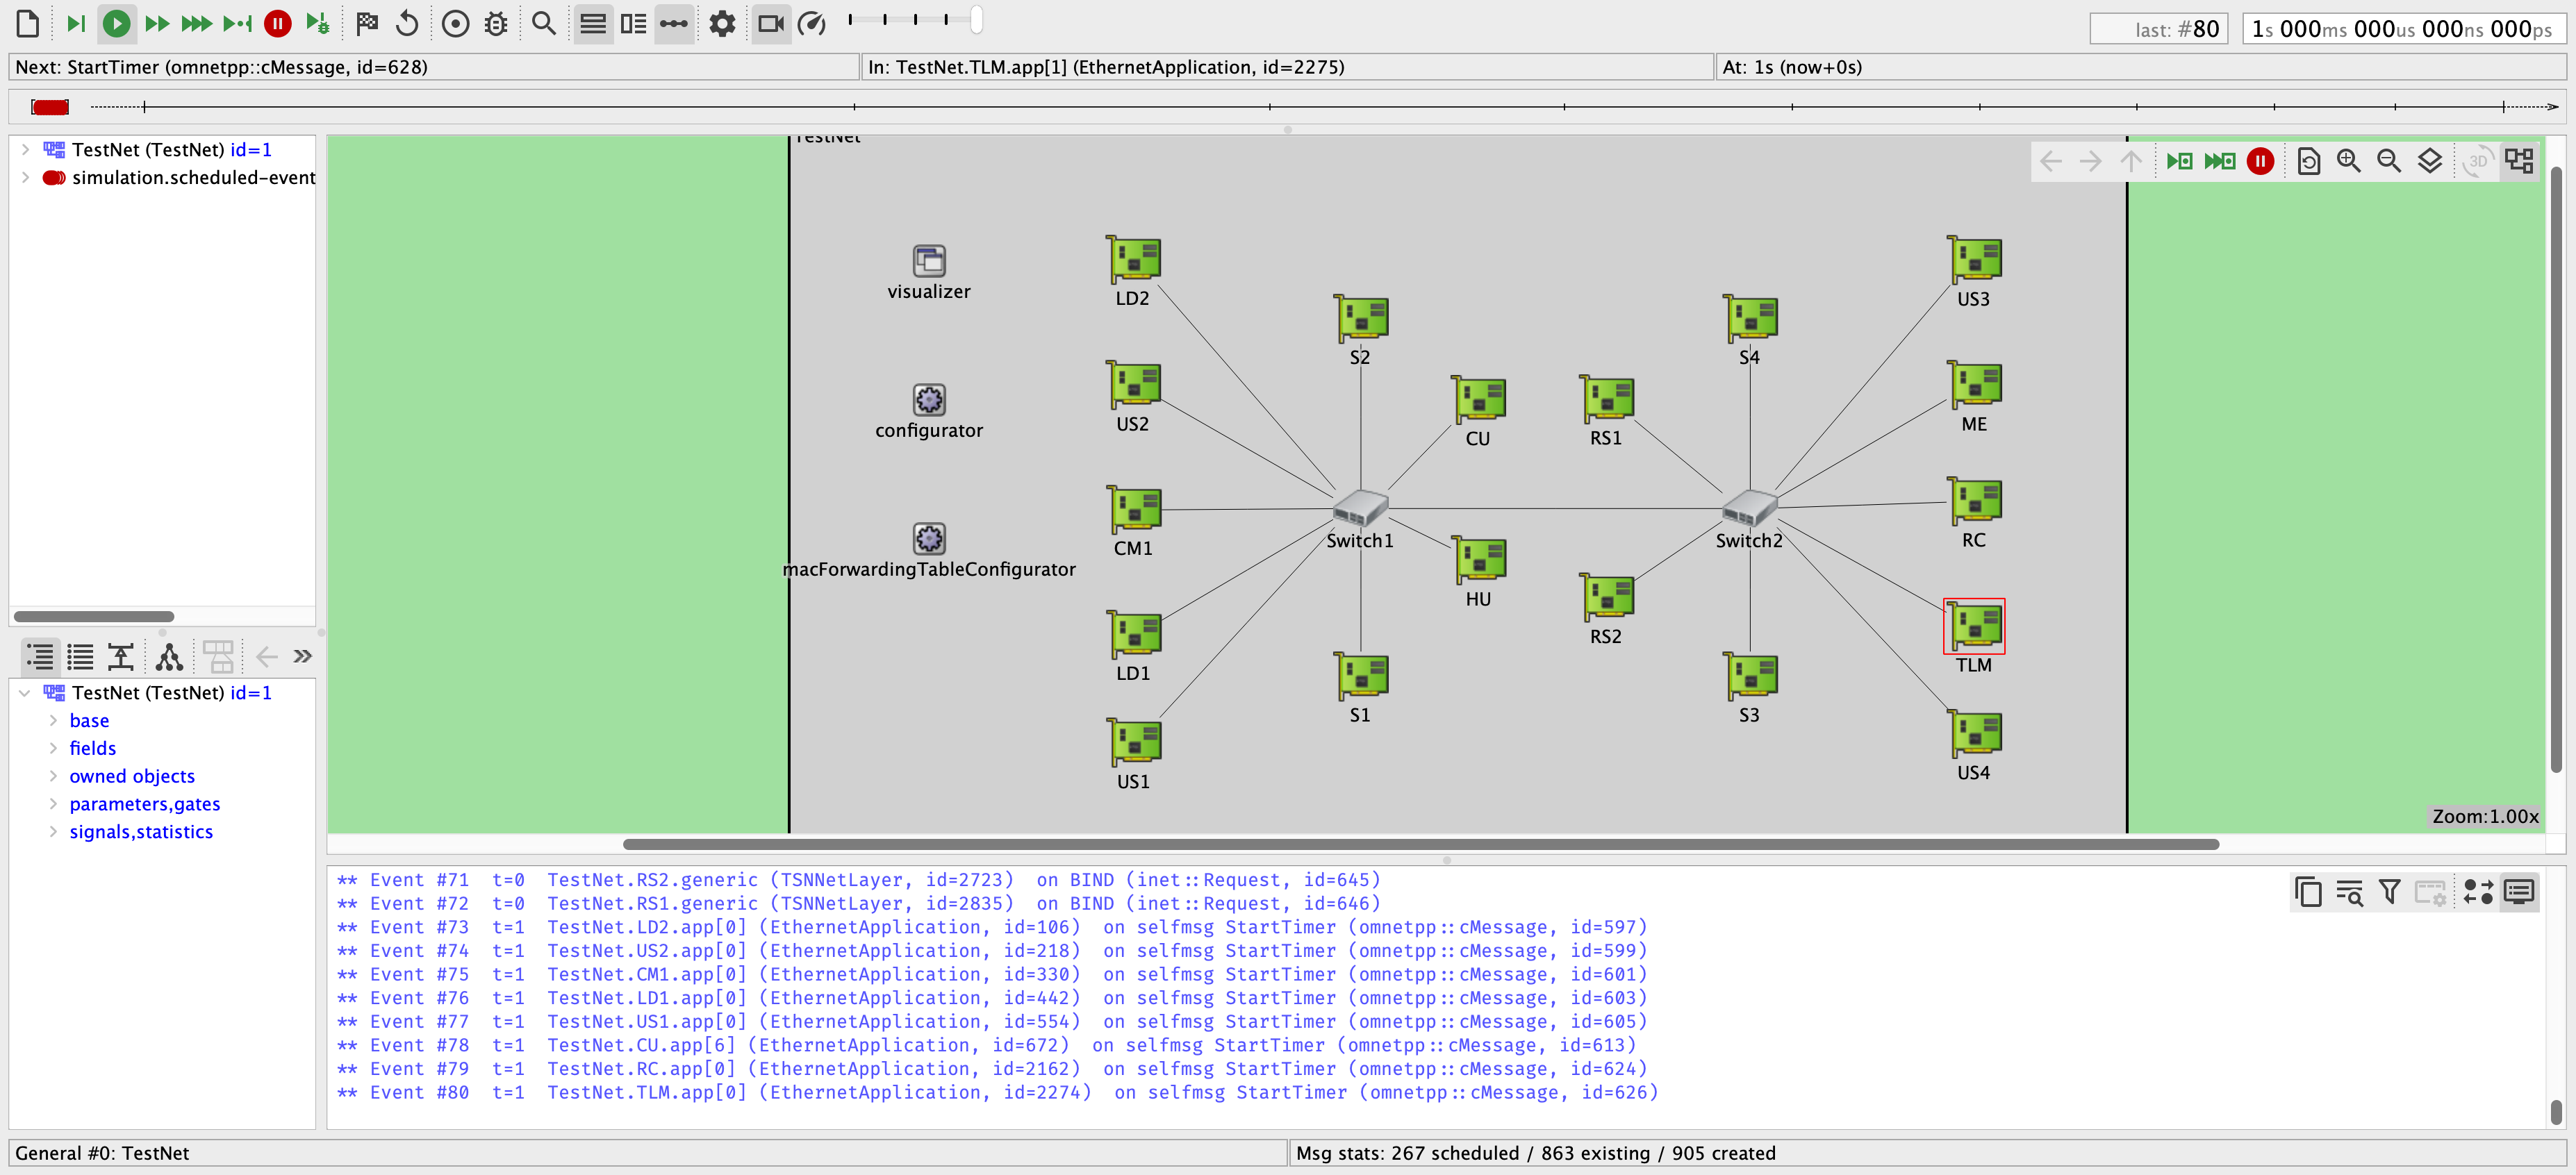 last: #80
1s 000ms 000us 000ns 000ps
Next: StartTimer (omnetpp::cMessage, id=628)
In: TestNet.TLM.app[1] (EthernetApplication, id=2275)
At: 1s (now+0s)
TestNet (TestNet) id=1
simulation.scheduled-event
TestNet
3D
visualizer
configurator
macForwardingTableConfigurator
LD2
US2
CM1
LD1
US1
S2
CU
Switch1
HU
S1
RS1
S4
Switch2
RS2
S3
US3
ME
RC
TLM
US4
Zoom:1.00x
TestNet (TestNet) id=1
base
fields
owned objects
parameters,gates
signals,statistics
** Event #71 t=0 TestNet.RS2.generic (TSNNetLayer, id=2723) on BIND (inet::Request, id=645)
** Event #72 t=0 TestNet.RS1.generic (TSNNetLayer, id=2835) on BIND (inet::Request, id=646)
** Event #73 t=1 TestNet.LD2.app[0] (EthernetApplication, id=106) on selfmsg StartTimer (omnetpp::cMessage, id=597)
** Event #74 t=1 TestNet.US2.app[0] (EthernetApplication, id=218) on selfmsg StartTimer (omnetpp::cMessage, id=599)
** Event #75 t=1 TestNet.CM1.app[0] (EthernetApplication, id=330) on selfmsg StartTimer (omnetpp::cMessage, id=601)
** Event #76 t=1 TestNet.LD1.app[0] (EthernetApplication, id=442) on selfmsg StartTimer (omnetpp::cMessage, id=603)
** Event #77 t=1 TestNet.US1.app[0] (EthernetApplication, id=554) on selfmsg StartTimer (omnetpp::cMessage, id=605)
** Event #78 t=1 TestNet.CU.app[6] (EthernetApplication, id=672) on selfmsg StartTimer (omnetpp::cMessage, id=613)
** Event #79 t=1 TestNet.RC.app[0] (EthernetApplication, id=2162) on selfmsg StartTimer (omnetpp::cMessage, id=624)
** Event #80 t=1 TestNet.TLM.app[0] (EthernetApplication, id=2274) on selfmsg StartTimer (omnetpp::cMessage, id=626)
General #0: TestNet
Msg stats: 267 scheduled / 863 existing / 905 created